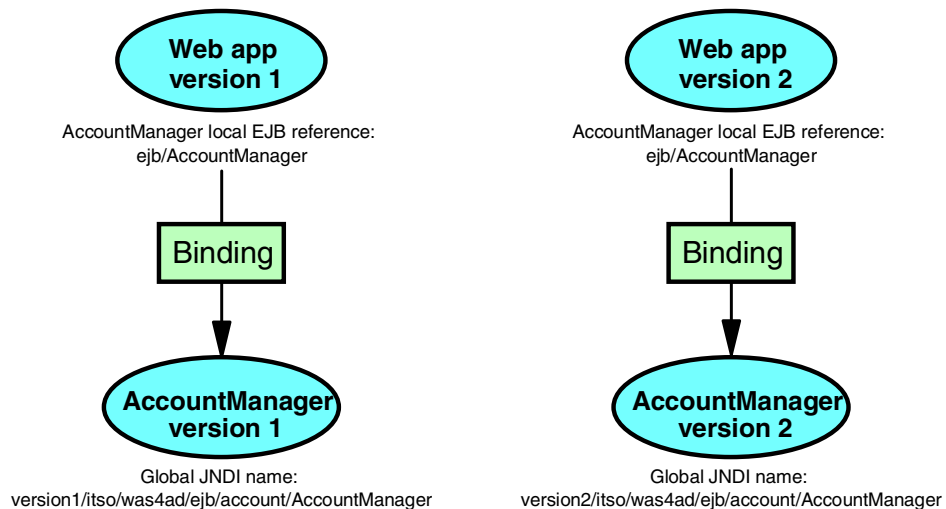 Web app
version 1
AccountManager local EJB reference:
ejb/AccountManager
Binding
AccountManager
version 1
Global JNDI name:
version1/itso/was4ad/ejb/account/AccountManager
Web app
version 2
AccountManager local EJB reference:
ejb/AccountManager
Binding
AccountManager
version 2
Global JNDI name:
version2/itso/was4ad/ejb/account/AccountManager